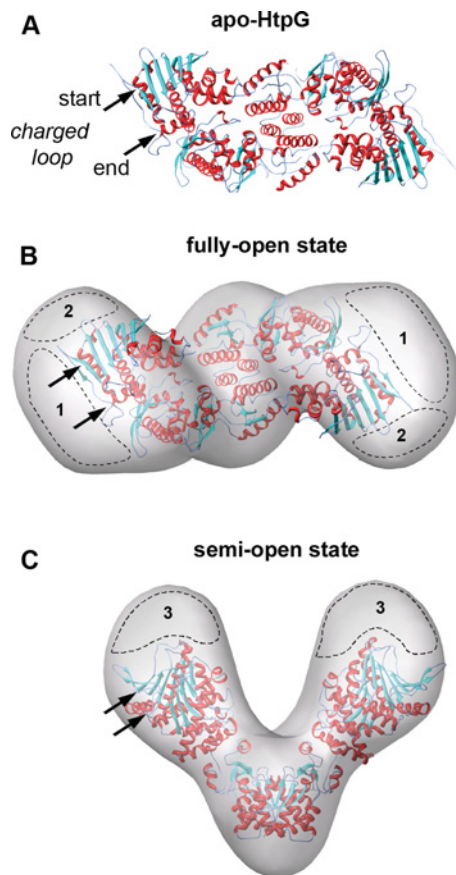 A
apo-HtpG
start
charged
loop
end
fully-open state
B
2
1
1
2
semi-open state
C
3
3